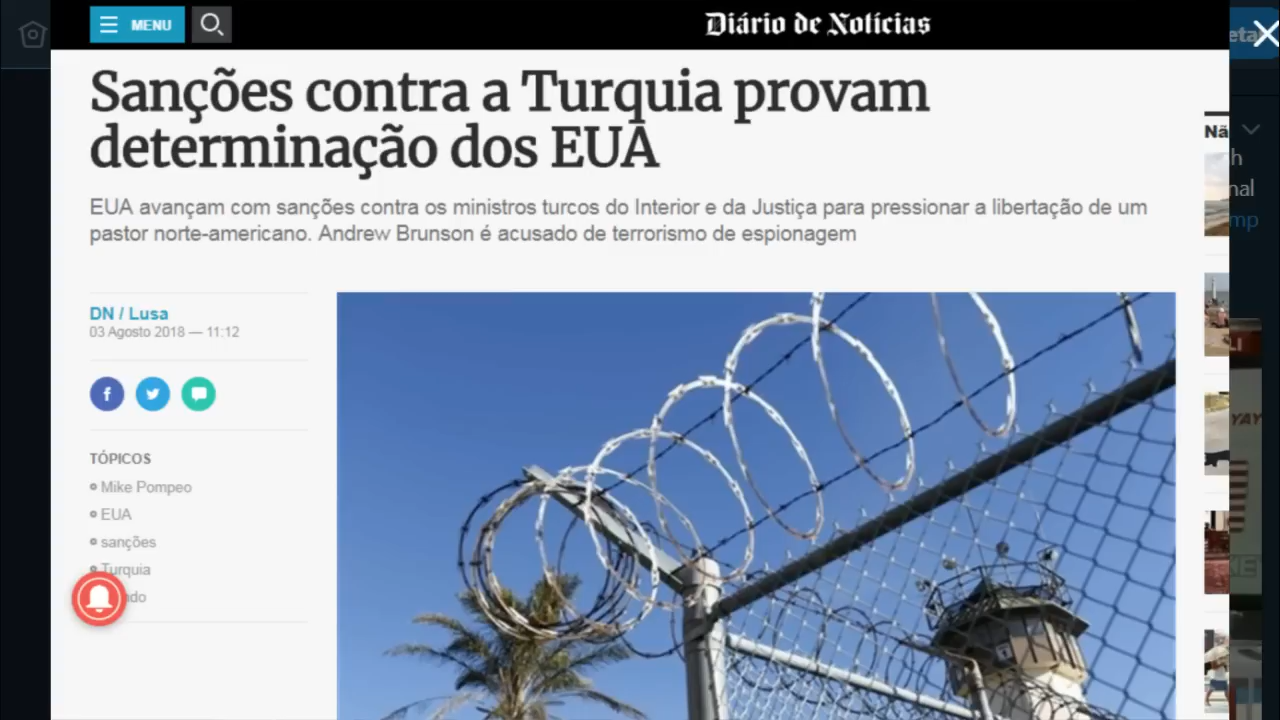 MENU
Diário de Notícias
Sanções contra a Turquia provam
determinação dos EUA
EUA avançam com sanções contra os ministros turcos do Interior e da Justiça para pressionar a libertação de um
pastor norte-americano. Andrew Brunson é acusado de terrorismo de espionagem
DN / Lusa
03 Agosto 2018 — 11:12
TÓPICOS
Mike Pompeo
EUA
sanções
Turquia